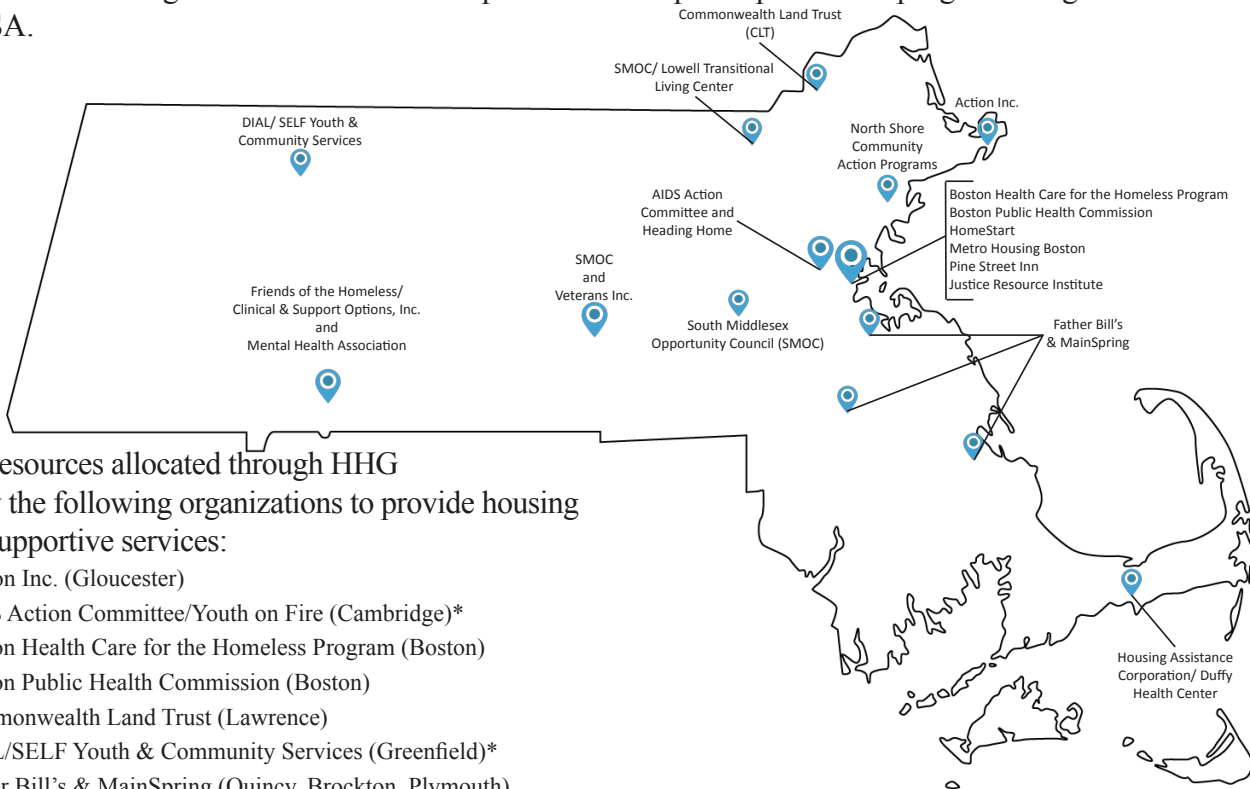 SA.
Commonwealth Land Trust
(CLT)
SMOC/ Lowell Transitional
Living Center
Action Inc.
DIAL/ SELF Youth &
Community Services
North Shore
Community
Action Programs
AIDS Action
Committee and
Heading Home
Boston Health Care for the Homeless Program
Boston Public Health Commission
HomeStart
Metro Housing Boston
Pine Street Inn
Justice Resource Institute
SMOC
and
Veterans Inc.
Friends of the Homeless/
Clinical & Support Options, Inc.
and
Mental Health Association
South Middlesex
Opportunity Council (SMOC)
Father Bill's
& MainSpring
esources allocated through HHG
the following organizations to provide housing
upportive services:
on Inc. (Gloucester)
Action Committee/Youth on Fire (Cambridge)*
on Health Care for the Homeless Program (Boston)
on Public Health Commission (Boston)
monwealth Land Trust (Lawrence)
L/SELF Youth & Community Services (Greenfield)*
r Bill's & MainSpring (Quincy, Brockton, Plymouth)
Housing Assistance
Corporation/ Duffy
Health Center